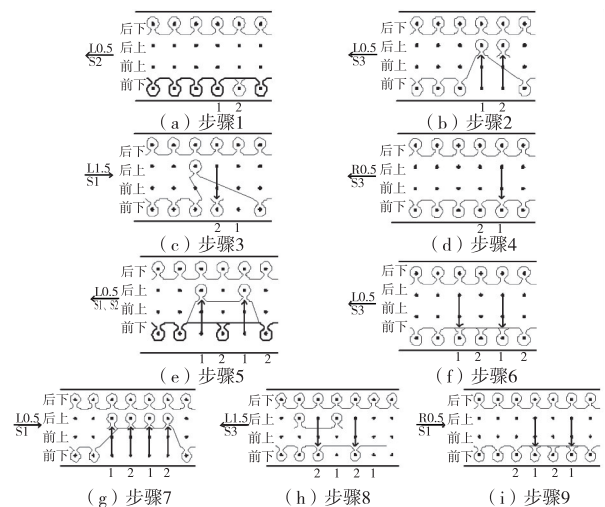 后下
L0.5 后上
S2 前上
前下
1 2
(a) 步骤1
后下
L0.5 后上
S3 前上
前下
1 2
(b) 步骤2
后下
L1.5 后上
S1 前上
前下
2 1
(c) 步骤3
后下
R0.5 后上
S3 前上
前下
2 1
(d) 步骤4
后下
L0.5 后上
S1、S2 前上
前下
1 2 1 2
(e) 步骤5
后下
L0.5 后上
S3 前上
前下
1 2 1 2
(f) 步骤6
后下
L0.5 后上
S1 前上
前下
1 2 1 2
(g) 步骤7
后下
L1.5 后上
S3 前上
前下
2 1 2 1
(h) 步骤8
后下
R0.5 后上
S1 前上
前下
2 1 2 1
(i) 步骤9